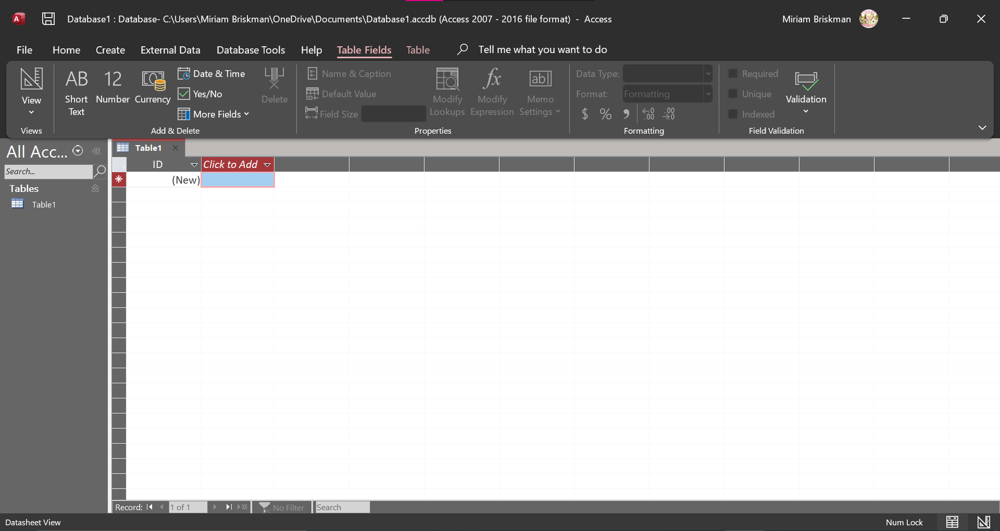 Database1 : Database- C:\Users\Miriam Briskman\OneDrive\Documents\Database1.accdb (Access 2007 - 2016 file format) - Access
Miriam Briskman
File Home Create External Data Database Tools Help Table Fields Table Tell me what you want to do
View
Views
AB
Short
Text
12
Number
Currency
Date & Time
Yes/No
More Fields
Delete
Add & Delete
Name & Caption
Default Value
Field Size
Modify
Lookups
fx
Modify
Expression
ab
Memo
Settings
Properties
Data Type:
Format: Formatting
$ % , .00 .00
Formatting
Required
Unique
Indexed
Validation
Field Validation
All Acc...
Search...
Tables
Table1
Table1
ID Click to Add
(New)
Record: 1 of 1 No Filter Search
Datasheet View
Num Lock